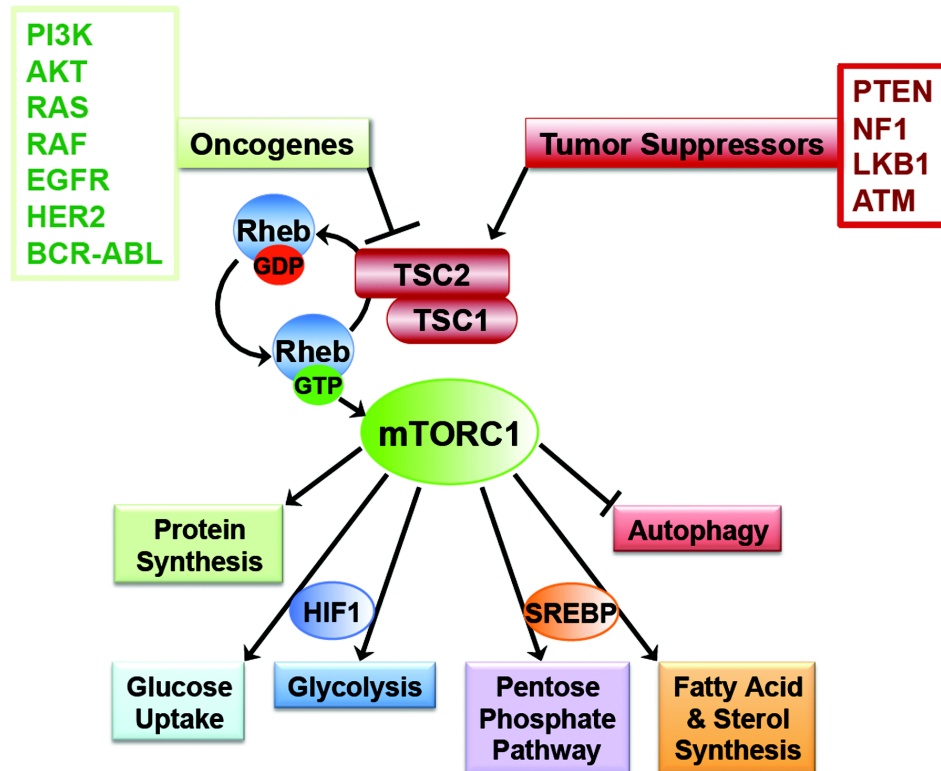 PI3K
AKT
RAS
RAF
EGFR
HER2
BCR-ABL
Oncogenes
Tumor Suppressors
PTEN
NF1
LKB1
ATM
Rheb
GDP
TSC2
TSC1
Rheb
GTP
mTORC1
Protein
Synthesis
Autophagy
HIF1
SREBP
Glucose
Uptake
Glycolysis
Pentose
Phosphate
Pathway
Fatty Acid
& Sterol
Synthesis